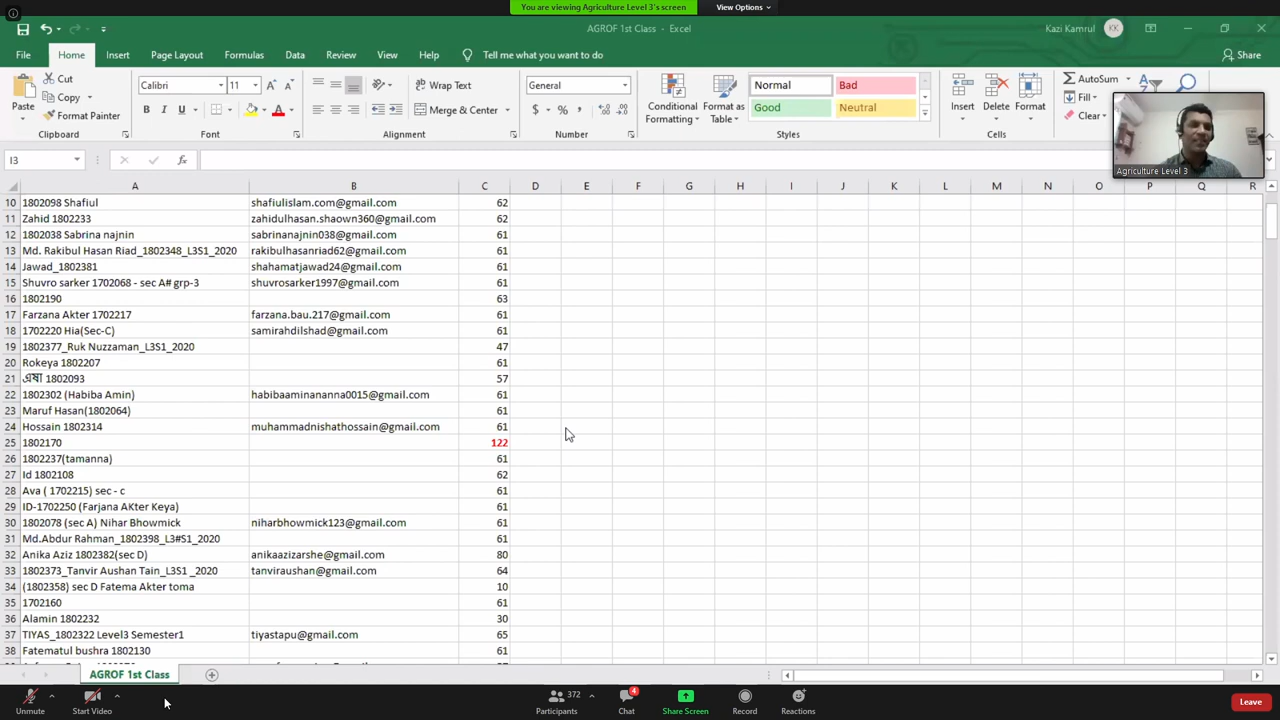 You are viewing Agriculture Level 3's screen View Options
AGROF 1st Class - Excel Kazi Kamrul KK
File Home Insert Page Layout Formulas Data Review View Help Tell me what you want to do Share
Paste Cut Copy Format Painter Clipboard
Calibri 11 A A B I U A Font
Wrap Text Merge & Center Alignment
General $ % , Number
Conditional Formatting Format as Table Normal Bad Good Neutral Styles
Insert Delete Format Cells
AutoSum Fill Clear
Agriculture Level 3
I3 fx
A B C D E F G H I J K L M N O P Q R
10 1802098 Shafiul shafiulislam.com@gmail.com 62
11 Zahid 1802233 zahidulhasan.shaown360@gmail.com 62
12 1802038 Sabrina najnin sabrinanajnin038@gmail.com 61
13 Md. Rakibul Hasan Riad_1802348_L3S1_2020 rakibulhasanriad62@gmail.com 61
14 Jawad_1802381 shahamatjawad24@gmail.com 61
15 Shuvro sarker 1702068 - sec A# grp-3 shuvrosarker1997@gmail.com 61
16 1802190 63
17 Farzana Akter 1702217 farzana.bau.217@gmail.com 61
18 1702220 Hia(Sec-C) samirahdilshad@gmail.com 61
19 1802377_Ruk Nuzzaman_L3S1_2020 47
20 Rokeya 1802207 61
21 এষা 1802093 57
22 1802302 (Habiba Amin) habibaaminananna0015@gmail.com 61
23 Maruf Hasan(1802064) 61
24 Hossain 1802314 muhammadnishathossain@gmail.com 61
25 1802170 122
26 1802237(tamanna) 61
27 Id 1802108 62
28 Ava ( 1702215) sec - c 61
29 ID-1702250 (Farjana AKter Keya) 61
30 1802078 (sec A) Nihar Bhowmick niharbhowmick123@gmail.com 61
31 Md.Abdur Rahman_1802398_L3#S1_2020 61
32 Anika Aziz 1802382(sec D) anikaazizarshe@gmail.com 80
33 1802373_Tanvir Aushan Tain_L3S1 _2020 tanviraushan@gmail.com 64
34 (1802358) sec D Fatema Akter toma 10
35 1702160 61
36 Alamin 1802232 30
37 TIYAS_1802322 Level3 Semester1 tiyastapu@gmail.com 65
38 Fatematul bushra 1802130 61
AGROF 1st Class
Unmute Start Video Participants 372 Chat 4 Share Screen Record Reactions Leave